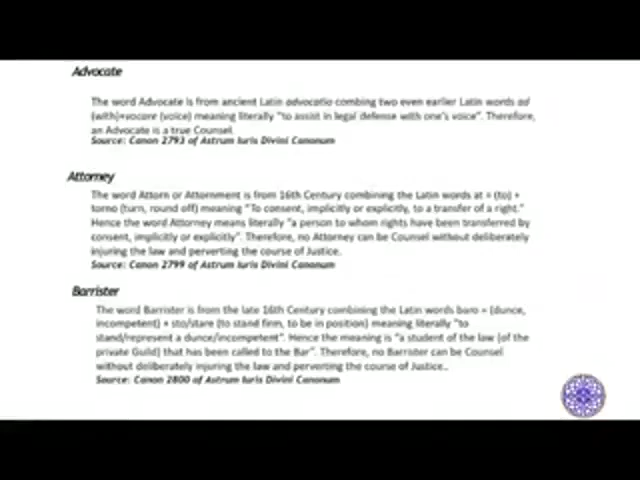 Advocate
The word Advocate is from ancient Latin advocatio combing two even earlier Latin words ad
(with)+vocare (voice) meaning literally "to assist in legal defense with one's voice". Therefore,
an Advocate is a true Counsel.
Source: Canon 2793 of Astrum Iuris Divini Canonum
Attorney
The word Attorn or Attornment is from 16th Century combining the Latin words at = (to) +
torno (turn, round off) meaning "To consent, implicitly or explicitly, to a transfer of a right."
Hence the word Attorney means literally "a person to whom rights have been transferred by
consent, implicitly or explicitly". Therefore, no Attorney can be Counsel without deliberately
injuring the law and perverting the course of Justice.
Source: Canon 2799 of Astrum Iuris Divini Canonum
Barrister
The word Barrister is from the late 16th Century combining the Latin words baro = (dunce,
incompetent) + sto/stare (to stand firm, to be in position) meaning literally "to
stand/represent a dunce/incompetent". Hence the meaning is "a student of the law (of the
private Guild) that has been called to the Bar". Therefore, no Barrister can be Counsel
without deliberately injuring the law and perverting the course of Justice..
Source: Canon 2800 of Astrum Iuris Divini Canonum